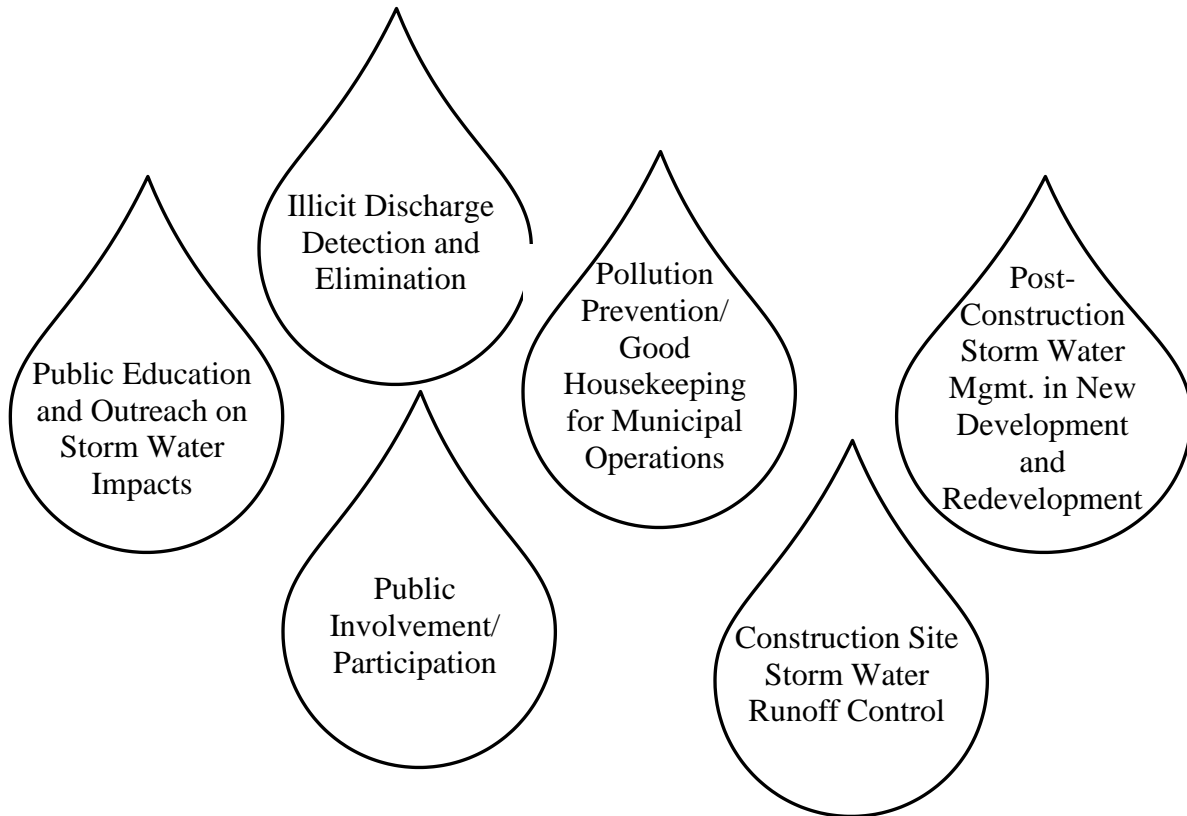 Illicit Discharge
Detection and
Elimination
Public Education
and Outreach on
Storm Water
Impacts
Pollution
Prevention/
Good
Housekeeping
for Municipal
Operations
Post-
Construction
Storm Water
Mgmt. in New
Development
and
Redevelopment
Public
Involvement/
Participation
Construction Site
Storm Water
Runoff Control